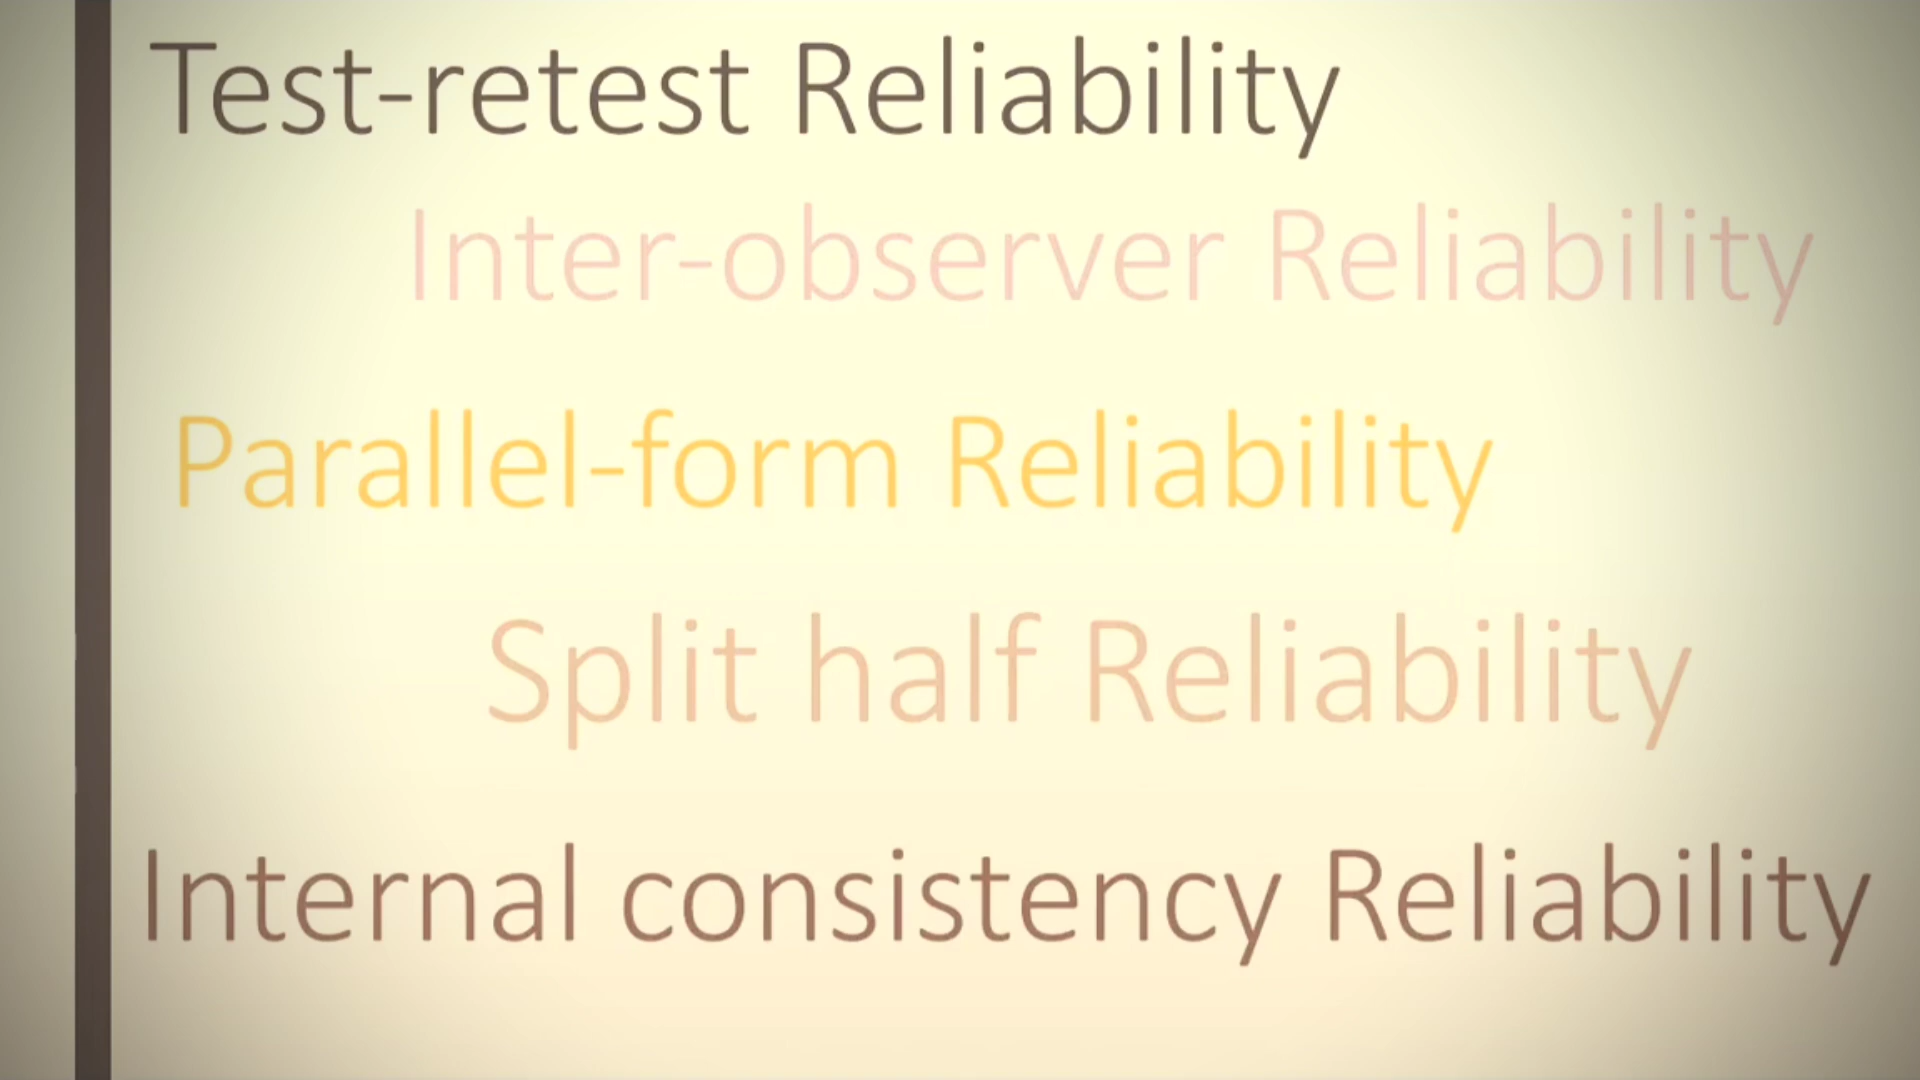 Test-retest Reliability
Inter-observer Reliability
Parallel-form Reliability
Split half Reliability
Internal consistency Reliability